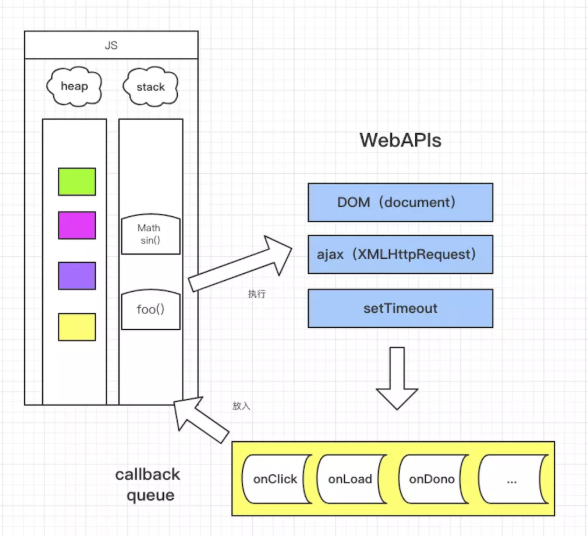 JS
heap
stack
Math
sin()
foo()
执行
放入
WebAPIs
DOM（document）
ajax（XMLHttpRequest）
setTimeout
callback
queue
onClick
onLoad
onDono
...